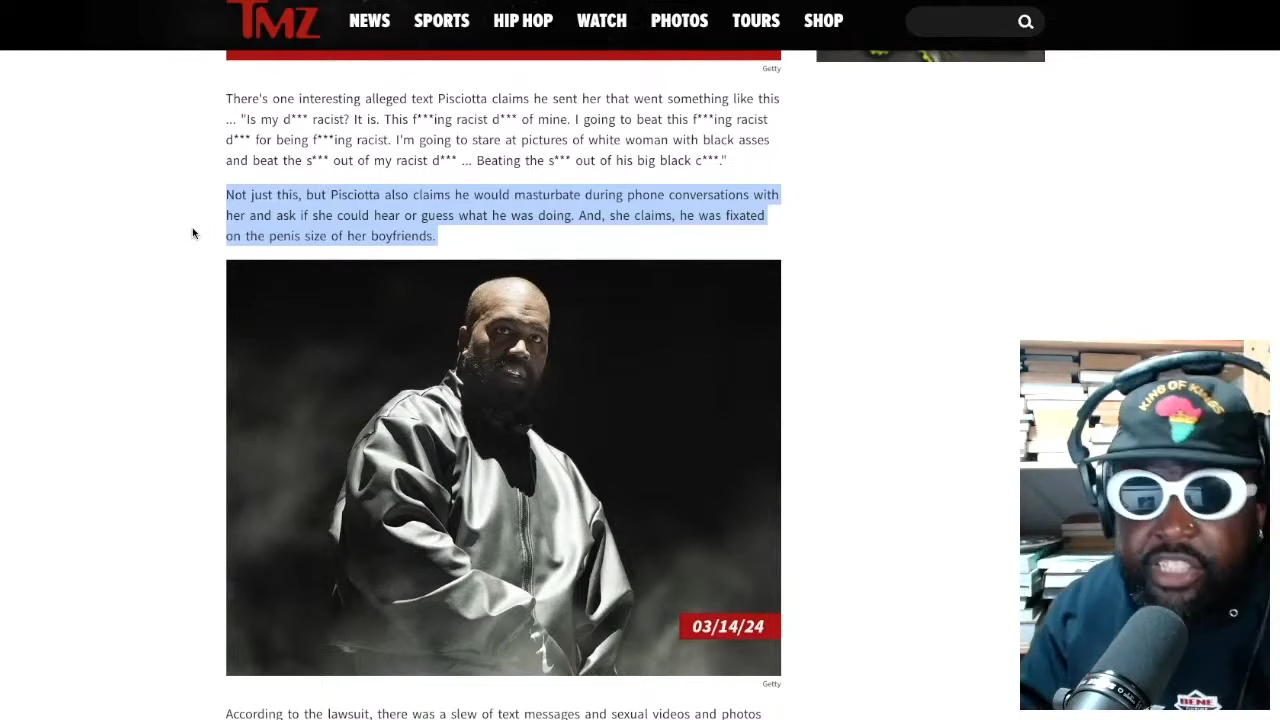 TMZ NEWS SPORTS HIP HOP WATCH PHOTOS TOURS SHOP
Getty
There's one interesting alleged text Pisciotta claims he sent her that went something like this
... "Is my d*** racist? It is. This f***ing racist d*** of mine. I going to beat this f***ing racist
d*** for being f***ing racist. I'm going to stare at pictures of white woman with black asses
and beat the s*** out of my racist d*** ... Beating the s*** out of his big black c***."
Not just this, but Pisciotta also claims he would masturbate during phone conversations with
her and ask if she could hear or guess what he was doing. And, she claims, he was fixated
on the penis size of her boyfriends.
03/14/24
Getty
According to the lawsuit, there was a slew of text messages and sexual videos and photos
KING OF KINGS
BENE